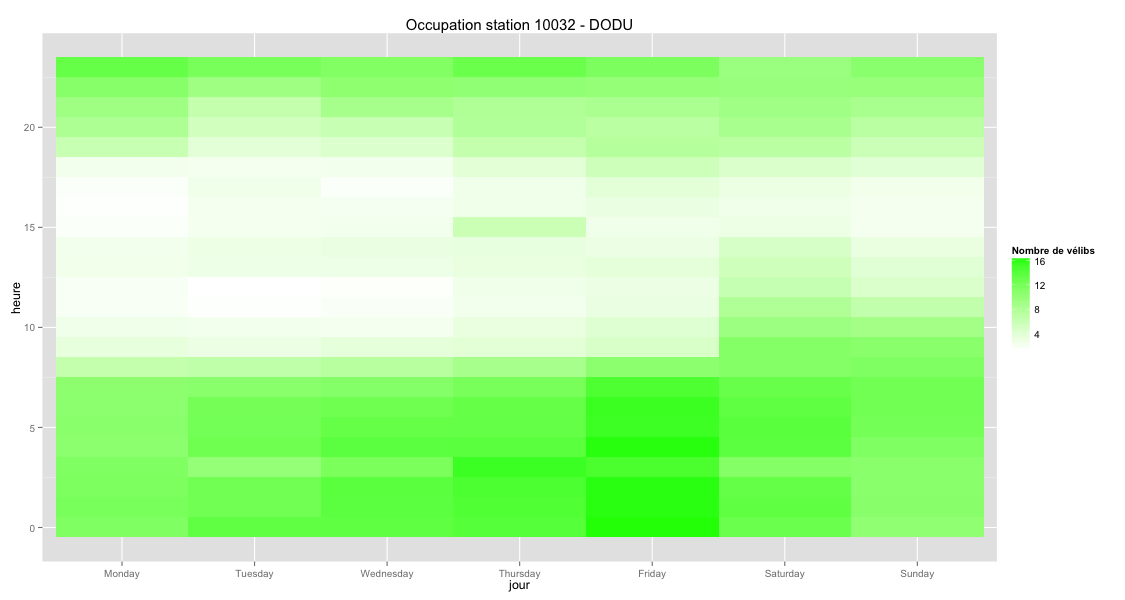 Occupation station 10032 - DODU
heure
20
15
10
5
0
Monday Tuesday Wednesday Thursday Friday Saturday Sunday
jour
Nombre de vélibs
16
12
8
4